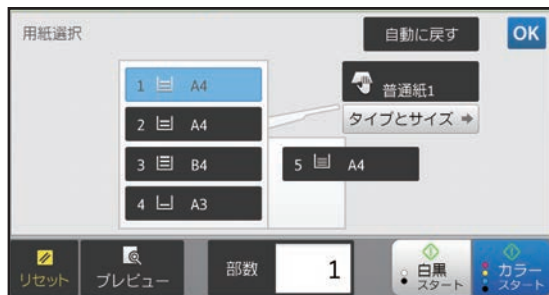 用紙選択
自動に戻す
OK
1 A4
普通紙1
2 A4
タイプとサイズ
3 B4
5 A4
4 A3
リセット
プレビュー
部数
1
白黒
スタート
カラー
スタート